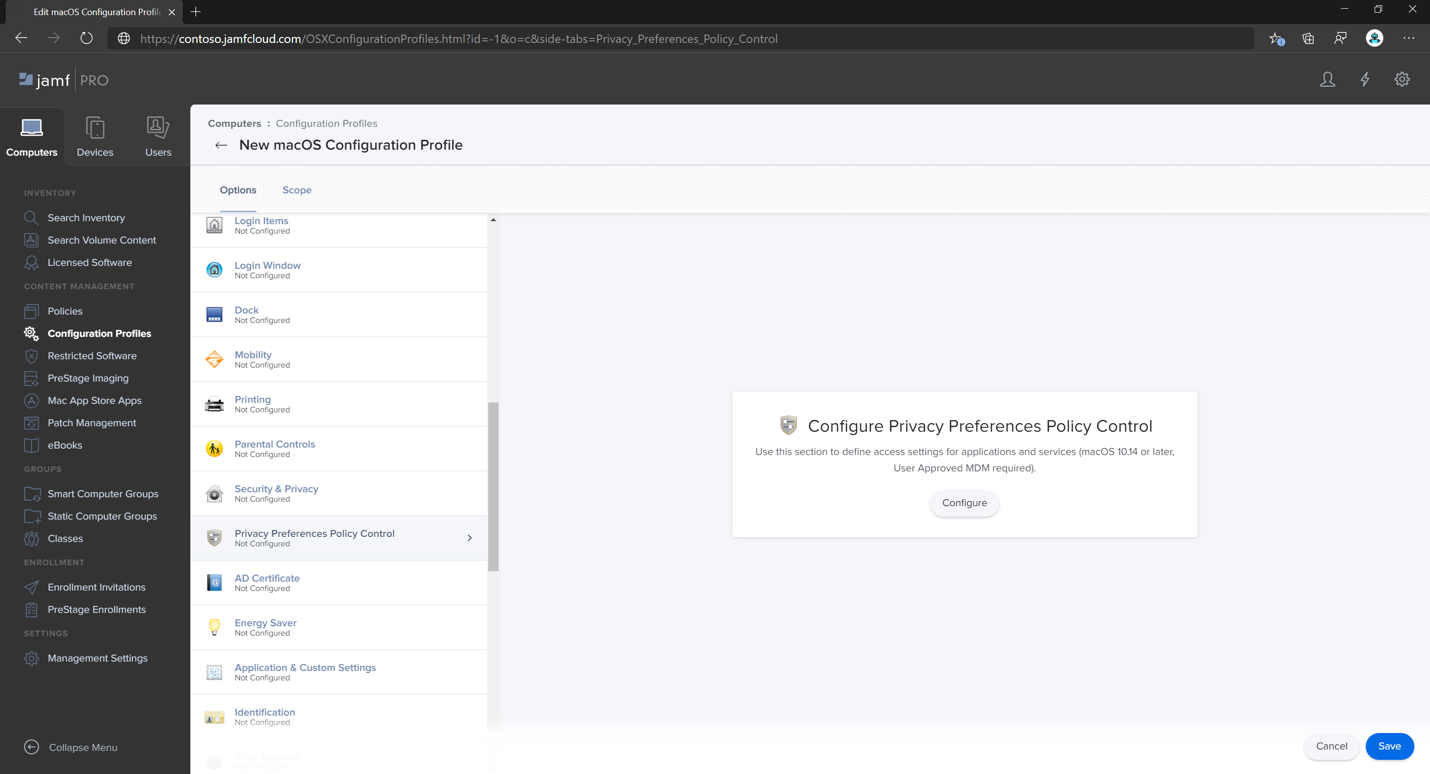 Edit macOS Configuration Profil
https://contoso.jamfcloud.com/OSXConfigurationProfiles.html?id=-1&o=c&side-tabs=Privacy_Preferences_Policy_Control
jamf PRO
Computers
Devices
Users
INVENTORY
Search Inventory
Search Volume Content
Licensed Software
CONTENT MANAGEMENT
Policies
Configuration Profiles
Restricted Software
PreStage Imaging
Mac App Store Apps
Patch Management
eBooks
GROUPS
Smart Computer Groups
Static Computer Groups
Classes
ENROLLMENT
Enrollment Invitations
PreStage Enrollments
SETTINGS
Management Settings
Collapse Menu
Computers : Configuration Profiles
New macOS Configuration Profile
Options
Scope
Login Items
Not Configured
Login Window
Not Configured
Dock
Not Configured
Mobility
Not Configured
Printing
Not Configured
Parental Controls
Not Configured
Security & Privacy
Not Configured
Privacy Preferences Policy Control
Not Configured
AD Certificate
Not Configured
Energy Saver
Not Configured
Application & Custom Settings
Not Configured
Identification
Not Configured
Configure Privacy Preferences Policy Control
Use this section to define access settings for applications and services (macOS 10.14 or later,
User Approved MDM required).
Configure
Cancel
Save